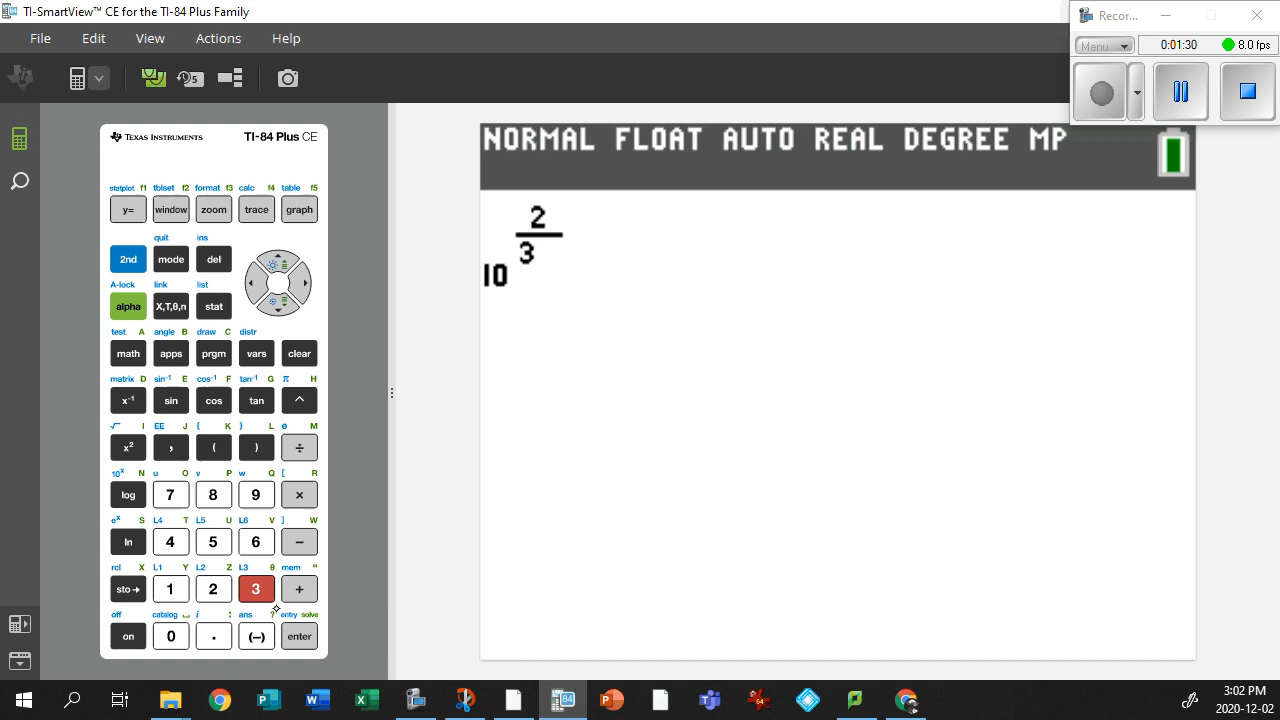 TI-SmartView™ CE for the TI-84 Plus Family
Recor...
File Edit View Actions Help
Menu 0:01:30 8.0 fps
TEXAS INSTRUMENTS TI-84 Plus CE
NORMAL FLOAT AUTO REAL DEGREE MP
statplot f1 tblset f2 format f3 calc f4 table f5
y= window zoom trace graph
2
3
10
quit ins
2nd mode del
A-lock link list
alpha X,T,θ,n stat
test A angle B draw C distr
math apps prgm vars clear
matrix D sin⁻¹ E cos⁻¹ F tan⁻¹ G π H
x⁻¹ sin cos tan ^
√ I EE J { K } L e M
x² , ( ) ÷
10ˣ N u O v P w Q [ R
log 7 8 9 ×
eˣ S L4 T L5 U L6 V ] W
ln 4 5 6 −
rcl X L1 Y L2 Z L3 θ mem "
sto→ 1 2 3 +
off catalog ⎵ i : ans ? entry solve
on 0 . (−) enter
3:02 PM
2020-12-02